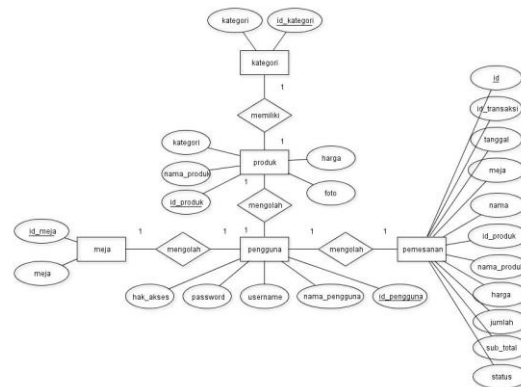 kategori
id_kategori
kategori
1
memiliki
1
kategori
nama_produk
id_produk
produk
harga
foto
1
mengolah
1
id_meja
meja
meja
1
mengolah
1
pengguna
1
mengolah
1
pemesanan
hak_akses
password
username
nama_pengguna
id_pengguna
id
id_transaksi
tanggal
meja
nama
id_produk
nama_produk
harga
jumlah
sub_total
status